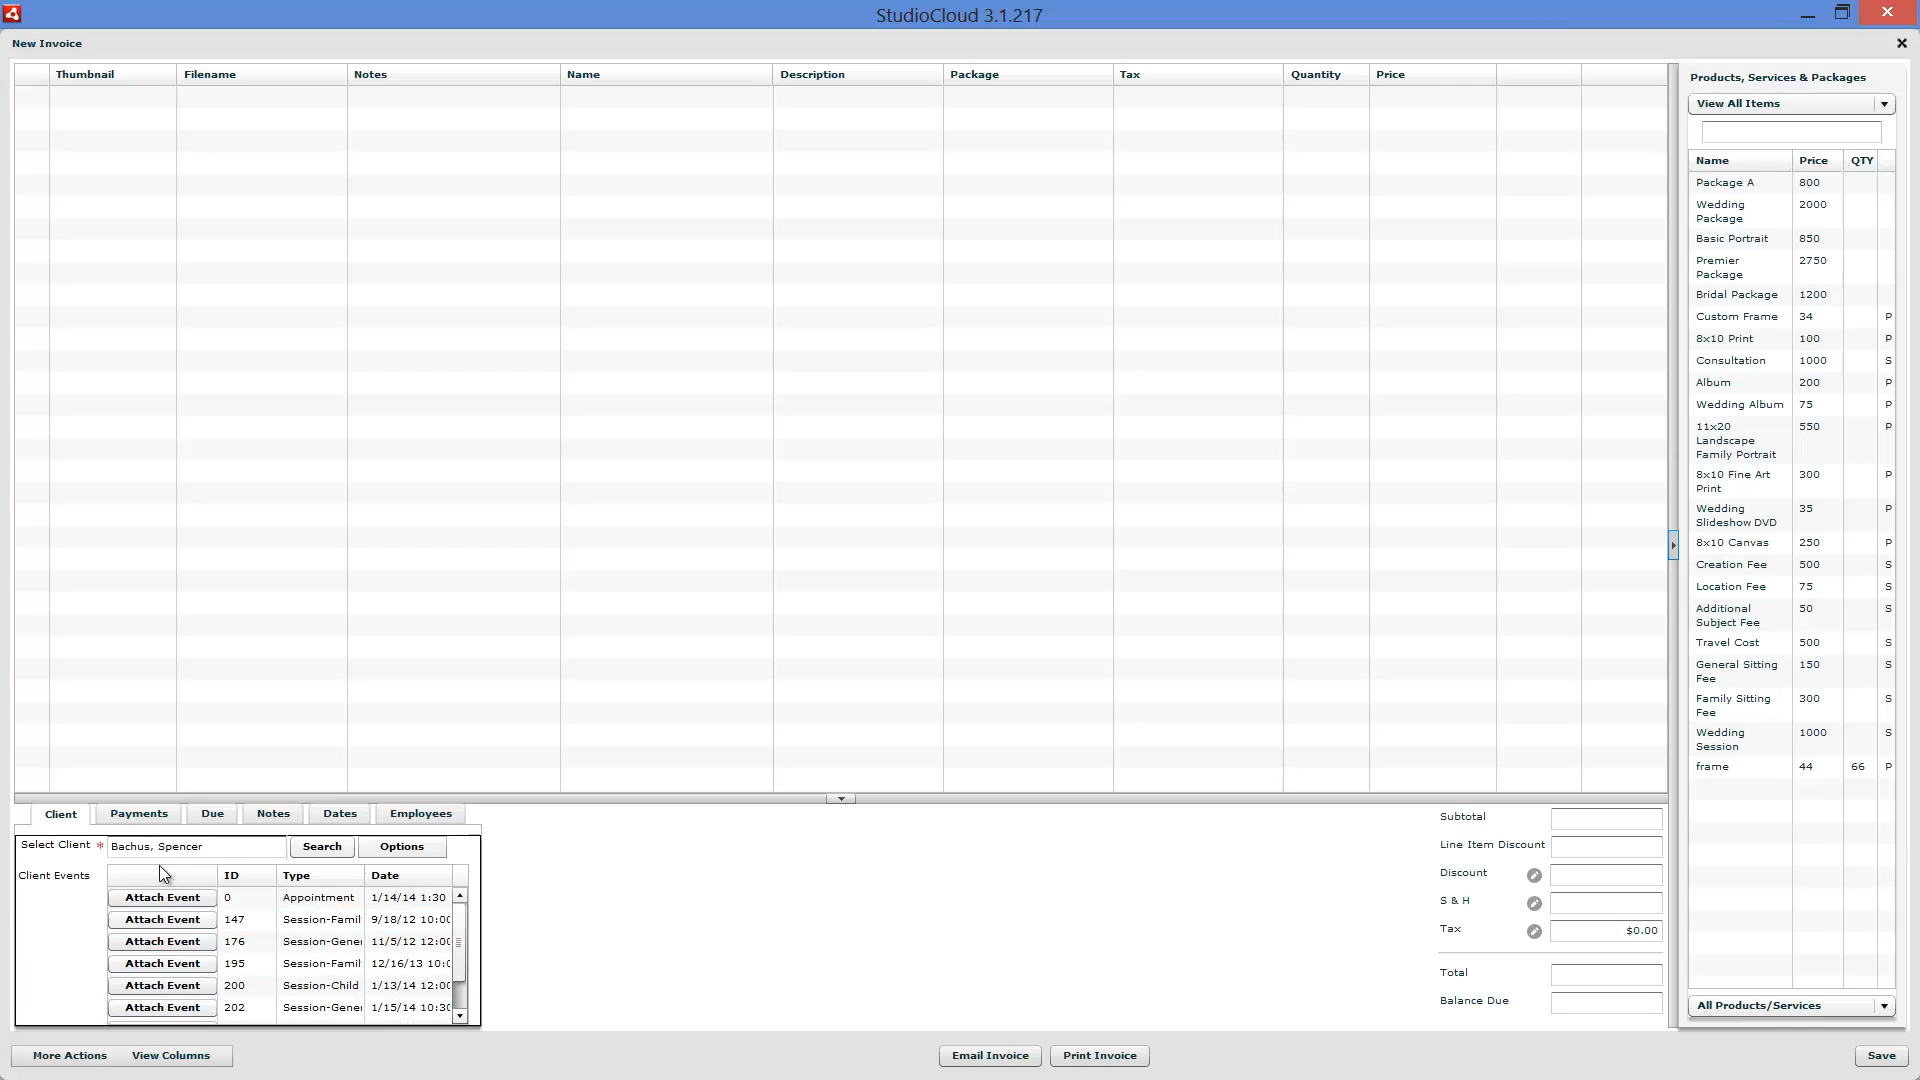 StudioCloud 3.1.217
New Invoice
Thumbnail Filename Notes Name Description Package Tax Quantity Price
Products, Services & Packages
View All Items
Name Price QTY
Package A 800
Wedding 2000
Package
Basic Portrait 850
Premier 2750
Package
Bridal Package 1200
Custom Frame 34 P
8x10 Print 100 P
Consultation 1000 S
Album 200 P
Wedding Album 75 P
11x20 550 P
Landscape
Family Portrait
8x10 Fine Art 300 P
Print
Wedding 35 P
Slideshow DVD
8x10 Canvas 250 P
Creation Fee 500 S
Location Fee 75 S
Additional 50 S
Subject Fee
Travel Cost 500 S
General Sitting 150 S
Fee
Family Sitting 300 S
Fee
Wedding 1000 S
Session
frame 44 66 P
All Products/Services
Client Payments Due Notes Dates Employees
Select Client * Bachus, Spencer Search Options
Client Events ID Type Date
Attach Event 0 Appointment 1/14/14 1:30
Attach Event 147 Session-Famil 9/18/12 10:00
Attach Event 176 Session-Gener 11/5/12 12:00
Attach Event 195 Session-Famil 12/16/13 10:0
Attach Event 200 Session-Child 1/13/14 12:00
Attach Event 202 Session-Gener 1/15/14 10:30
Subtotal
Line Item Discount
Discount
S & H
Tax $0.00
Total
Balance Due
More Actions View Columns Email Invoice Print Invoice Save